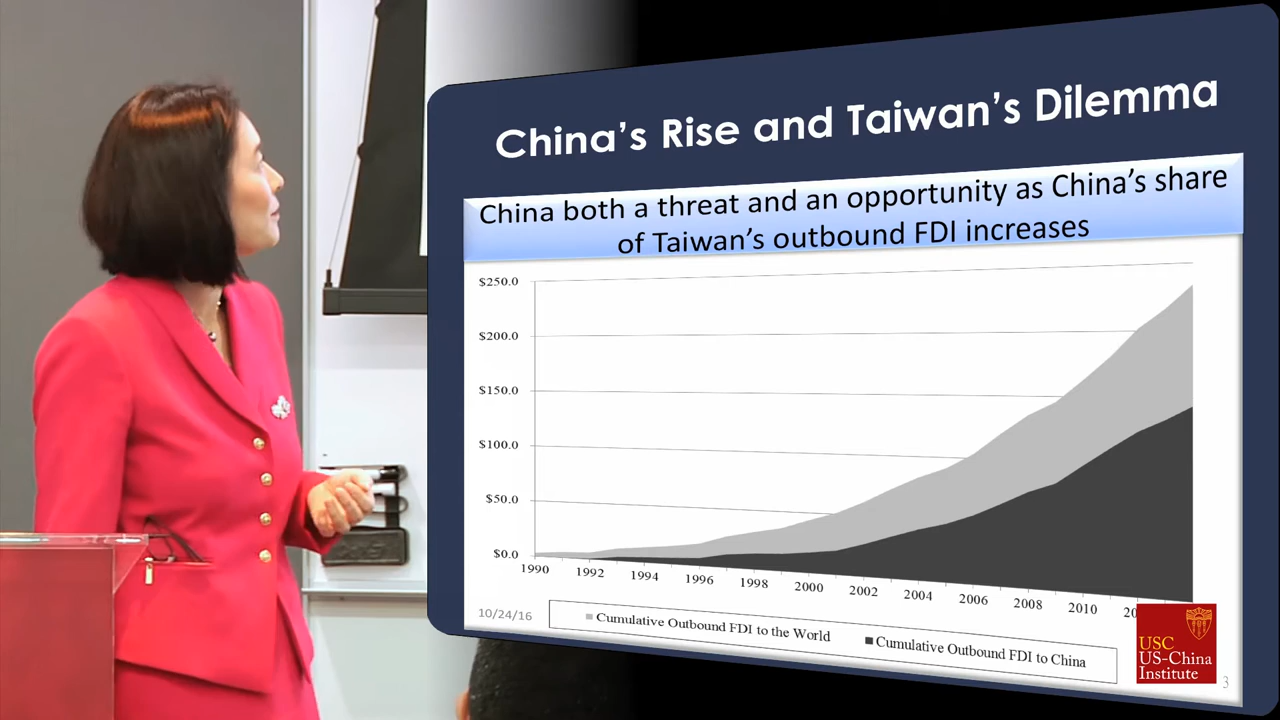 China's Rise and Taiwan's Dilemma
China both a threat and an opportunity as China's share
of Taiwan's outbound FDI increases
$250.0
$200.0
$150.0
$100.0
$50.0
$0.0
1990 1992 1994 1996 1998 2000 2002 2004 2006 2008 2010
10/24/16
Cumulative Outbound FDI to the World Cumulative Outbound FDI to China
USC
US-China
Institute
3